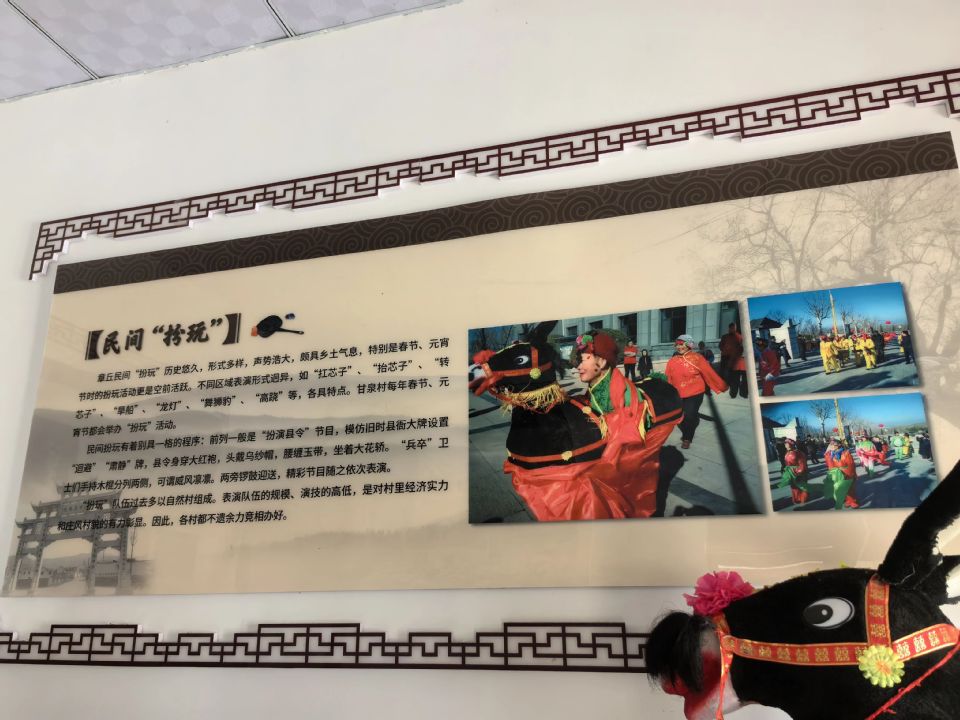 【民间“扮玩”】
章丘民间“扮玩”历史悠久，形式多样，声势浩大，颇具乡土气息，特别是春节、元宵
节时的扮玩活动更是空前活跃。不同区域表演形式迥异，如“扛芯子”、“抬芯子”、“转
芯子”、“旱船”、“龙灯”、“舞狮豹”、“高跷”等，各具特点。甘泉村每年春节、元
宵节都会举办“扮玩”活动。
民间扮玩有着别具一格的程序：前列一般是“扮演县令”节目，模仿旧时县衙大牌设置
“迴避”“肃静”牌，县令身穿大红袍，头戴乌纱帽，腰缠玉带，坐着大花轿。“兵卒”卫
士们手持木棍分列两侧，可谓威风凛凛。两旁锣鼓迎送，精彩节目随之依次表演。
“扮玩”队伍过去多以自然村组成。表演队伍的规模、演技的高低，是对村里经济实力
和庄风村貌的有力彰显。因此，各村都不遗余力竞相办好。